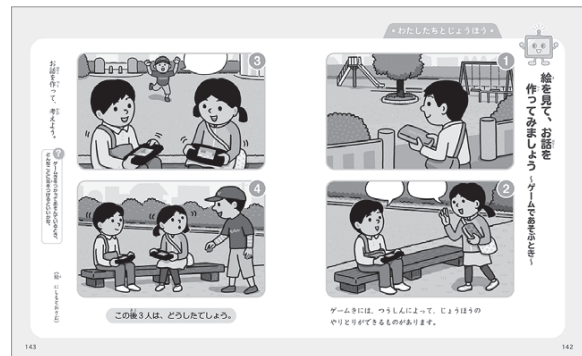 ・わたしたちとじょうほう・
絵を見て、お話を
作ってみましょう 〜ゲームであそぶとき〜
1
2
ゲームきには、つうしんによって、じょうほうの
やりとりができるものがあります。
142
3
4
この後3人は、どうしたでしょう。
お話を作って、考えよう。
143